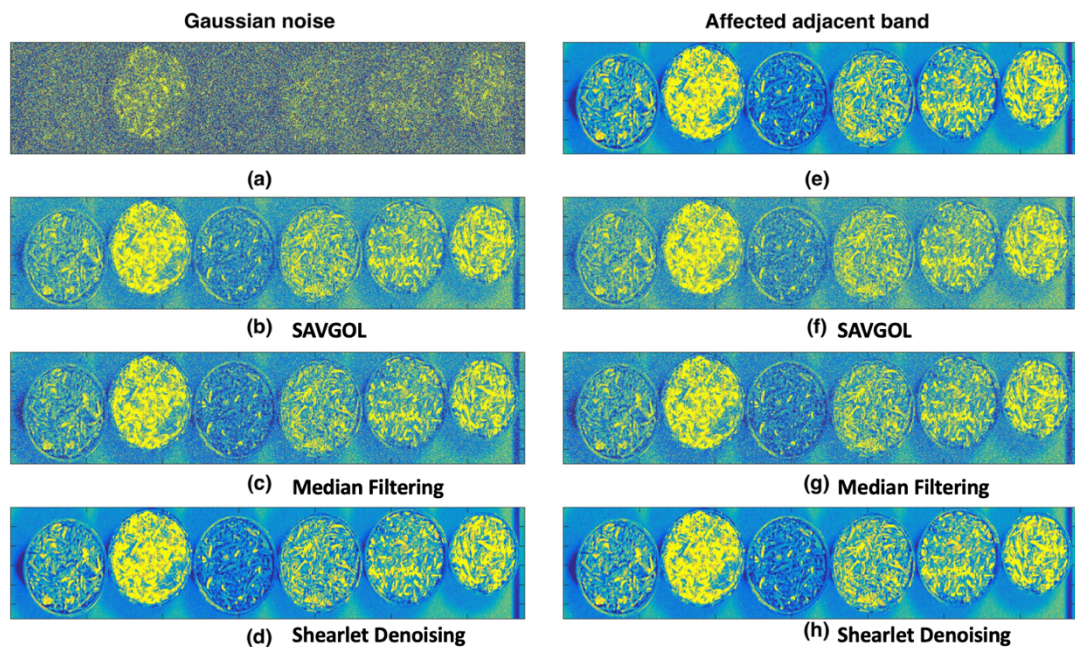 Gaussian noise
Affected adjacent band
(a)
(e)
(b) SAVGOL
(f) SAVGOL
(c) Median Filtering
(g) Median Filtering
(d) Shearlet Denoising
(h) Shearlet Denoising